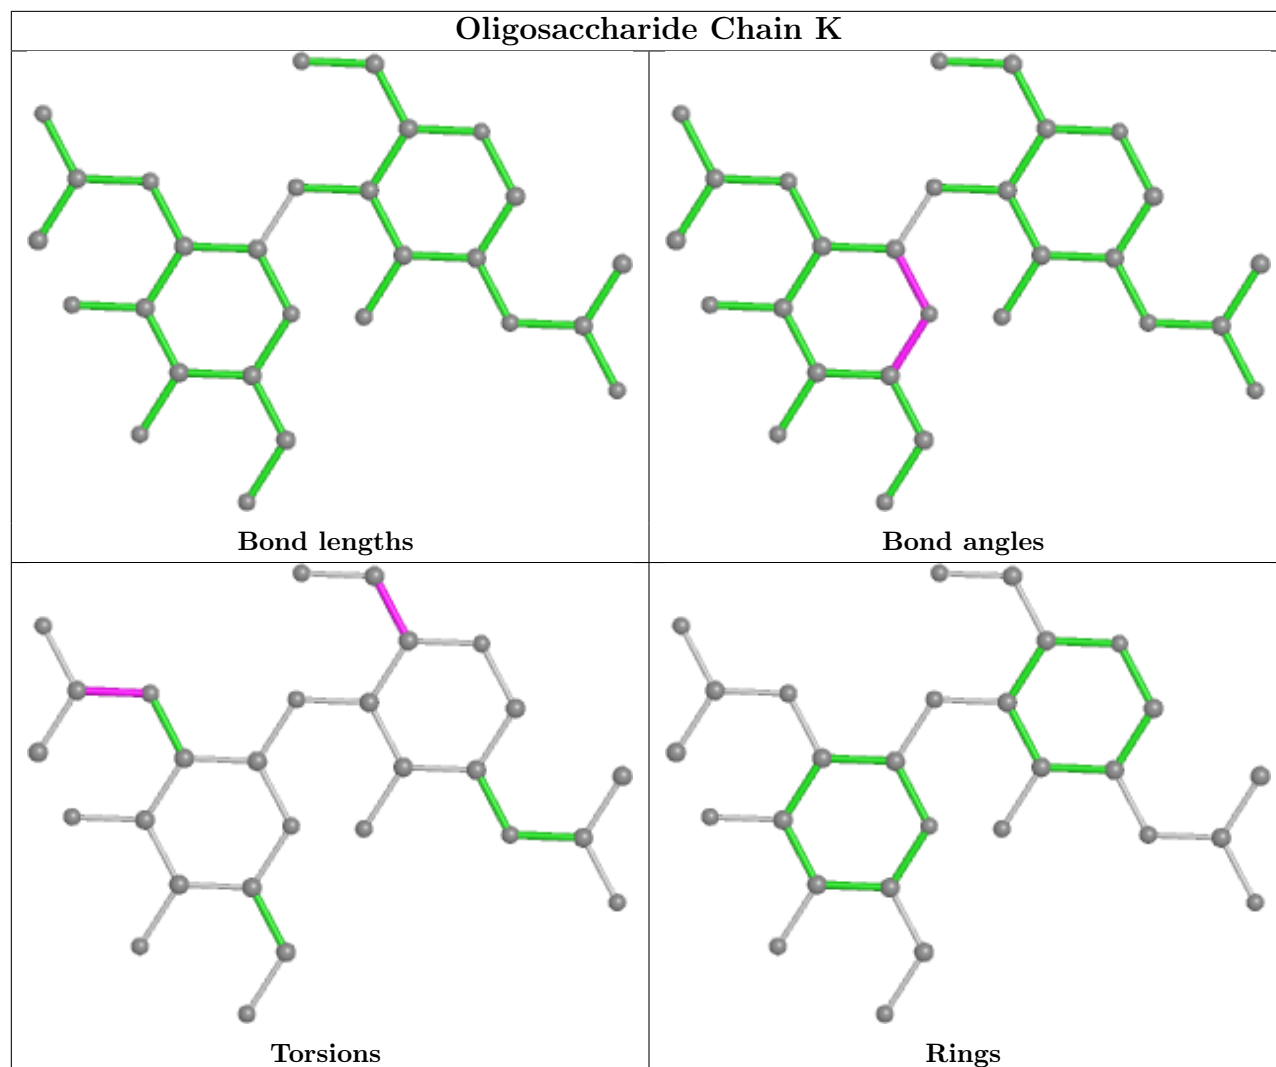 Oligosaccharide Chain K
Bond lengths
Bond angles
Torsions
Rings